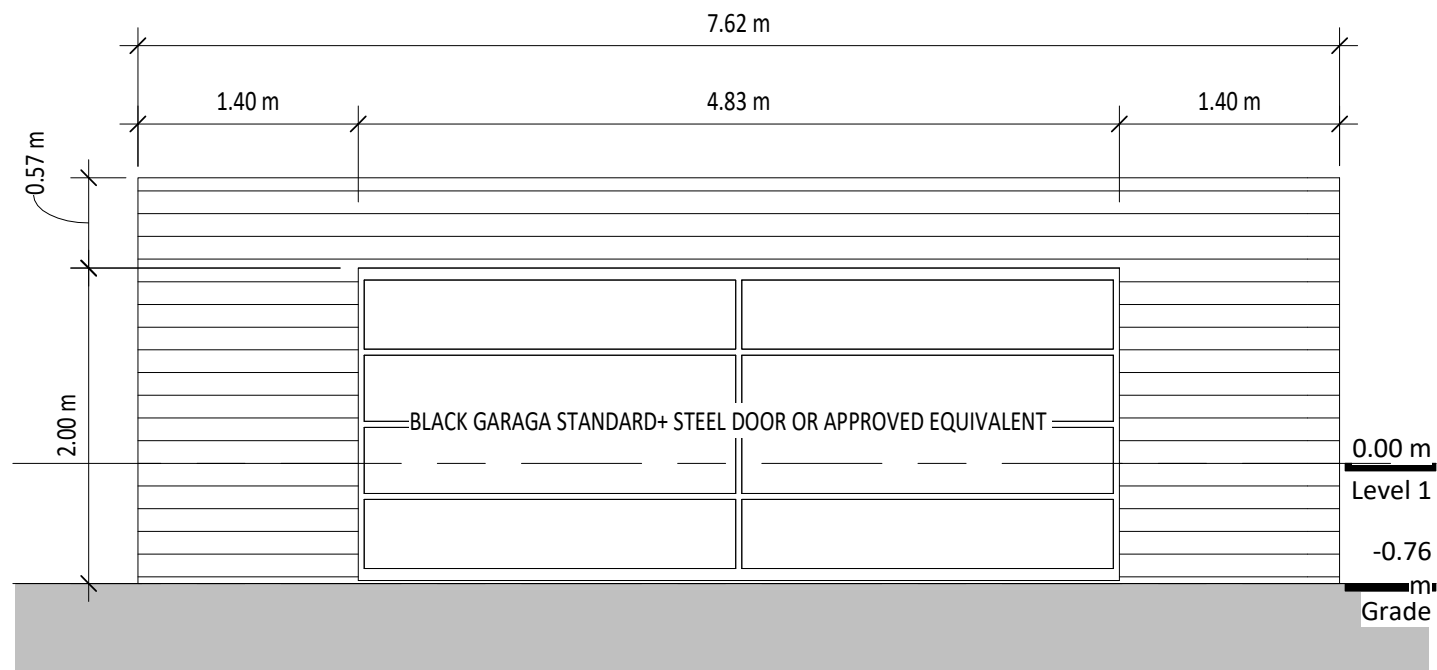 7.62 m
1.40 m
4.83 m
1.40 m
0.57 m
2.00 m
BLACK GARAGA STANDARD+ STEEL DOOR OR APPROVED EQUIVALENT
0.00 m
Level 1
-0.76
m
Grade